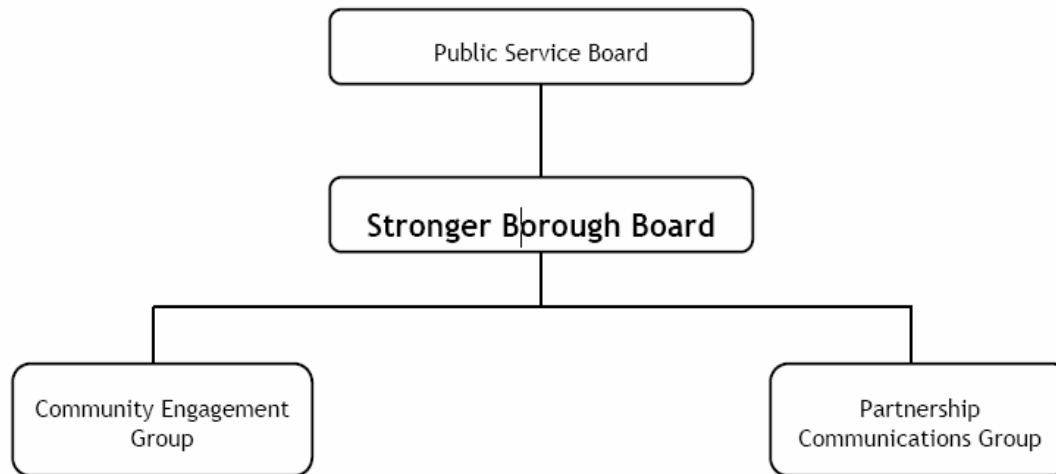 Public Service Board
Stronger Borough Board
Community Engagement
Group
Partnership
Communications Group